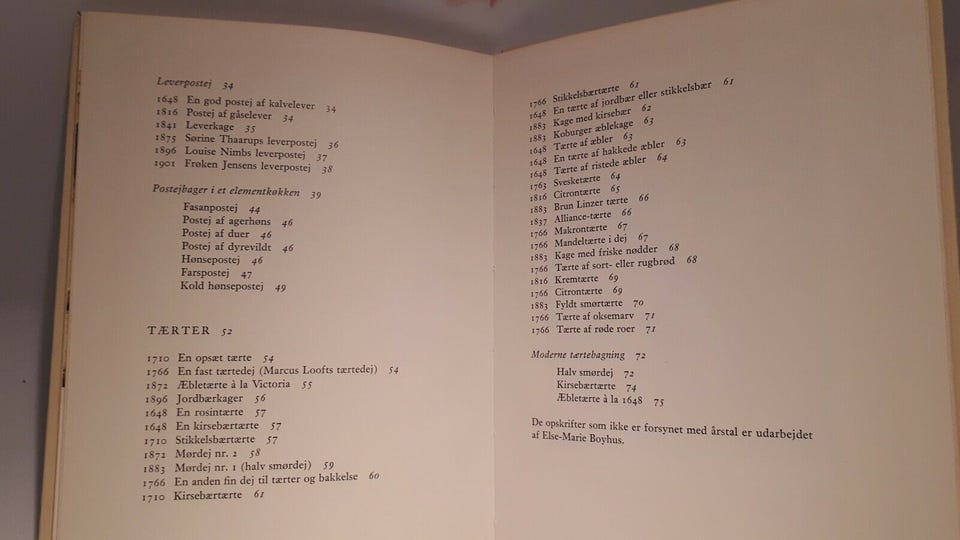 Leverpostej 34
1648 En god postej af kalvelever 34
1816 Postej af gåselever 34
1841 Leverkage 35
1875 Sørine Thaarups leverpostej 36
1896 Louise Nimbs leverpostej 37
1901 Frøken Jensens leverpostej 38
Postejbager i et elementkøkken 39
Fasanpostej 44
Postej af agerhøns 46
Postej af duer 46
Postej af dyrevildt 46
Hønsepostej 46
Farspostej 47
Kold hønsepostej 49
TÆRTER 52
1710 En opsæt tærte 54
1766 En fast tærtedej (Marcus Loofts tærtedej) 54
1872 Æbletærte à la Victoria 55
1896 Jordbærkager 56
1648 En rosintærte 57
1648 En kirsebærtærte 57
1710 Stikkelsbærtærte 57
1872 Mørdej nr. 2 58
1883 Mørdej nr. 1 (halv smørdej) 59
1766 En anden fin dej til tærter og bakkelse 60
1710 Kirsebærtærte 61
1766 Stikkelsbærtærte 61
1648 En tærte af jordbær eller stikkelsbær 61
1883 Kage med kirsebær 62
1883 Koburger æblekage 63
1648 Tærte af æbler 63
1648 En tærte af hakkede æbler 63
1648 Tærte af ristede æbler 64
1763 Svesketærte 64
1816 Citrontærte 65
1883 Brun Linzer tærte 66
1837 Alliance-tærte 66
1766 Makrontærte 67
1766 Mandeltærte i dej 67
1883 Kage med friske nødder 68
1766 Tærte af sort- eller rugbrød 68
1816 Kremtærte 69
1766 Citrontærte 69
1883 Fyldt smørtærte 70
1766 Tærte af oksemarv 71
1766 Tærte af røde roer 71
Moderne tærtebagning 72
Halv smørdej 72
Kirsebærtærte 74
Æbletærte à la 1648 75
De opskrifter som ikke er forsynet med årstal er udarbejdet
af Else-Marie Boyhus.